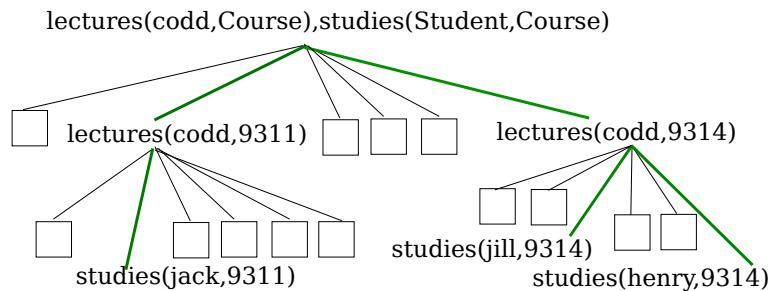 lectures(codd,Course),studies(Student,Course)
lectures(codd,9311)
lectures(codd,9314)
studies(jill,9314)
studies(jack,9311)
studies(henry,9314)